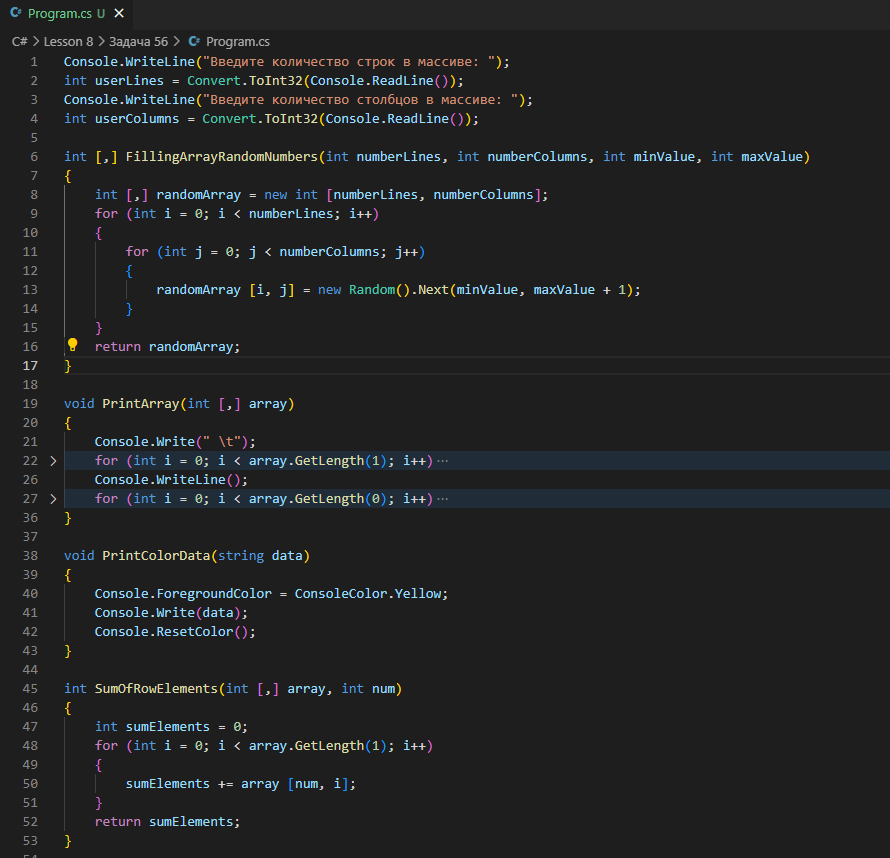 C# Program.cs U ✕
C# > Lesson 8 > Задача 56 > C# Program.cs
1 Console.WriteLine("Введите количество строк в массиве: ");
2 int userLines = Convert.ToInt32(Console.ReadLine());
3 Console.WriteLine("Введите количество столбцов в массиве: ");
4 int userColumns = Convert.ToInt32(Console.ReadLine());
5
6 int [,] FillingArrayRandomNumbers(int numberLines, int numberColumns, int minValue, int maxValue)
7 {
8 int [,] randomArray = new int [numberLines, numberColumns];
9 for (int i = 0; i < numberLines; i++)
10 {
11 for (int j = 0; j < numberColumns; j++)
12 {
13 randomArray [i, j] = new Random().Next(minValue, maxValue + 1);
14 }
15 }
16 return randomArray;
17 }
18
19 void PrintArray(int [,] array)
20 {
21 Console.Write(" \t");
22 > for (int i = 0; i < array.GetLength(1); i++) ···
26 Console.WriteLine();
27 > for (int i = 0; i < array.GetLength(0); i++) ···
36 }
37
38 void PrintColorData(string data)
39 {
40 Console.ForegroundColor = ConsoleColor.Yellow;
41 Console.Write(data);
42 Console.ResetColor();
43 }
44
45 int SumOfRowElements(int [,] array, int num)
46 {
47 int sumElements = 0;
48 for (int i = 0; i < array.GetLength(1); i++)
49 {
50 sumElements += array [num, i];
51 }
52 return sumElements;
53 }